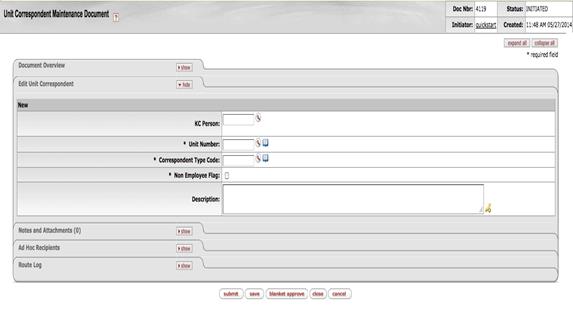 Unit Correspondent Maintenance Document ?
Doc Nbr: 4119 Status: INITIATED
Initiator: quickstart Created: 11:48 AM 05/27/2014
expand all collapse all
* required field
Document Overview show
Edit Unit Correspondent hide
New
KC Person:
* Unit Number:
* Correspondent Type Code:
* Non Employee Flag:
Description:
Notes and Attachments (0) show
Ad Hoc Recipients show
Route Log show
submit save blanket approve close cancel